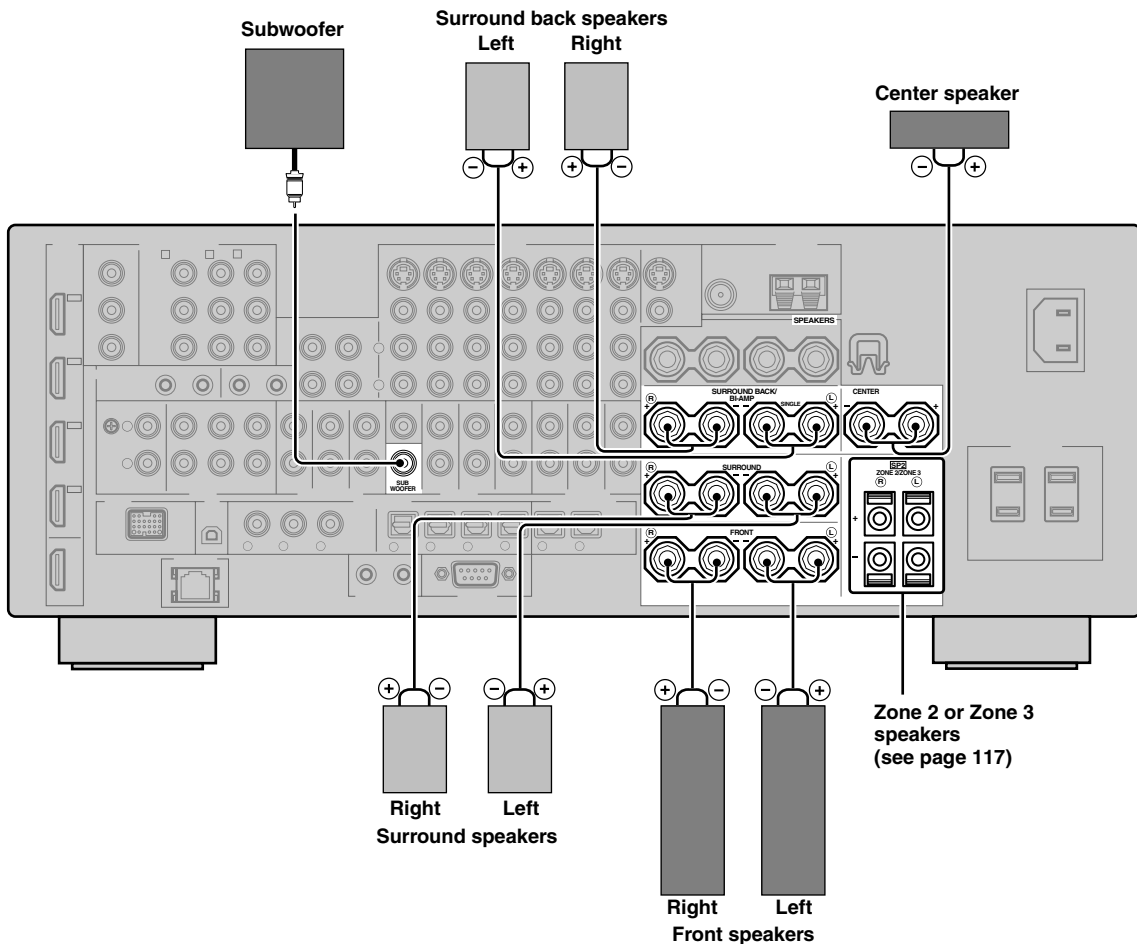 Subwoofer
Surround back speakers
Left Right
Center speaker
− + + − − +
SPEAKERS
SURROUND BACK/
BI-AMP
SINGLE
R L
+ − − +
CENTER
− +
SUB
WOOFER
SURROUND
R L
+ − − +
SP2
ZONE 2/ZONE 3
R L
+
−
FRONT
R L
+ − − +
+ − − + + − − +
Zone 2 or Zone 3
speakers
(see page 117)
Right Left
Surround speakers
Right Left
Front speakers